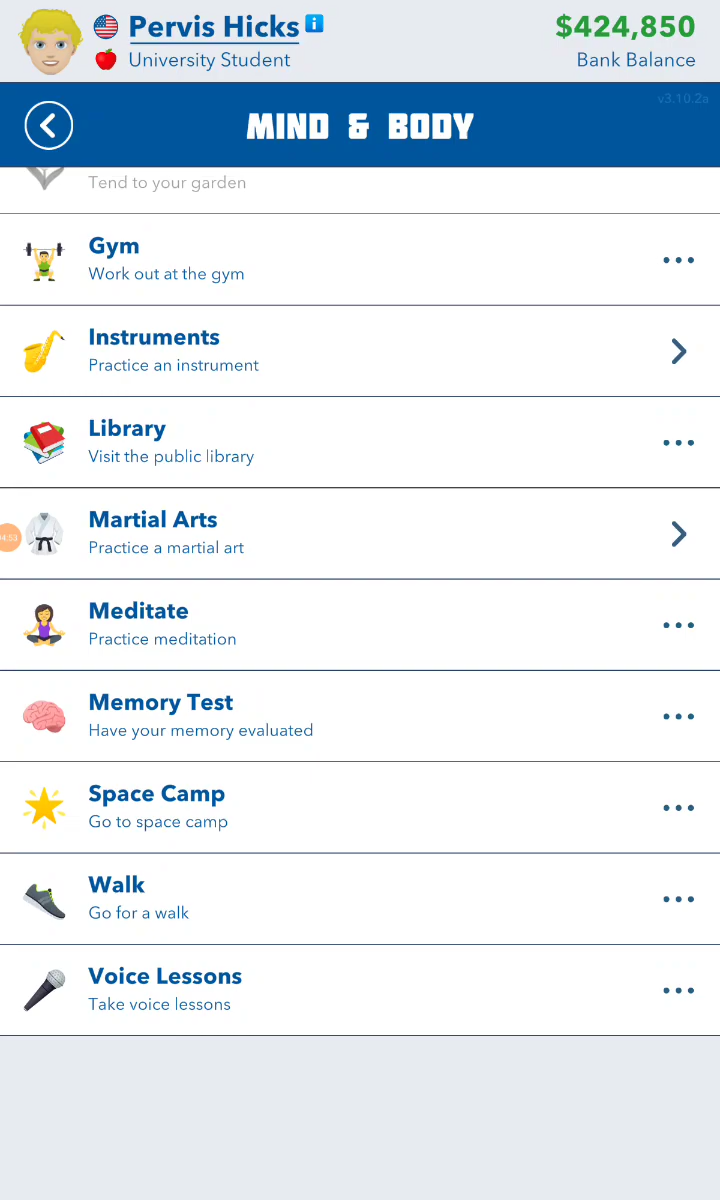 Pervis Hicks
$424,850
University Student
Bank Balance
v3.10.2a
MIND & BODY
Tend to your garden
Gym
Work out at the gym
Instruments
Practice an instrument
Library
Visit the public library
Martial Arts
Practice a martial art
4:53
Meditate
Practice meditation
Memory Test
Have your memory evaluated
Space Camp
Go to space camp
Walk
Go for a walk
Voice Lessons
Take voice lessons